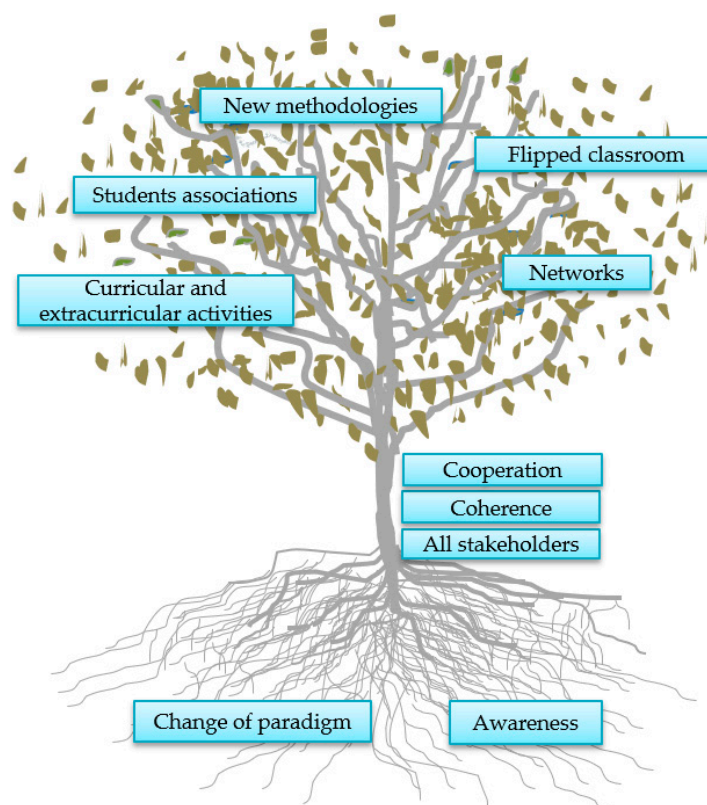 New methodologies
Flipped classroom
Students associations
Networks
Curricular and
extracurricular activities
Cooperation
Coherence
All stakeholders
Change of paradigm
Awareness